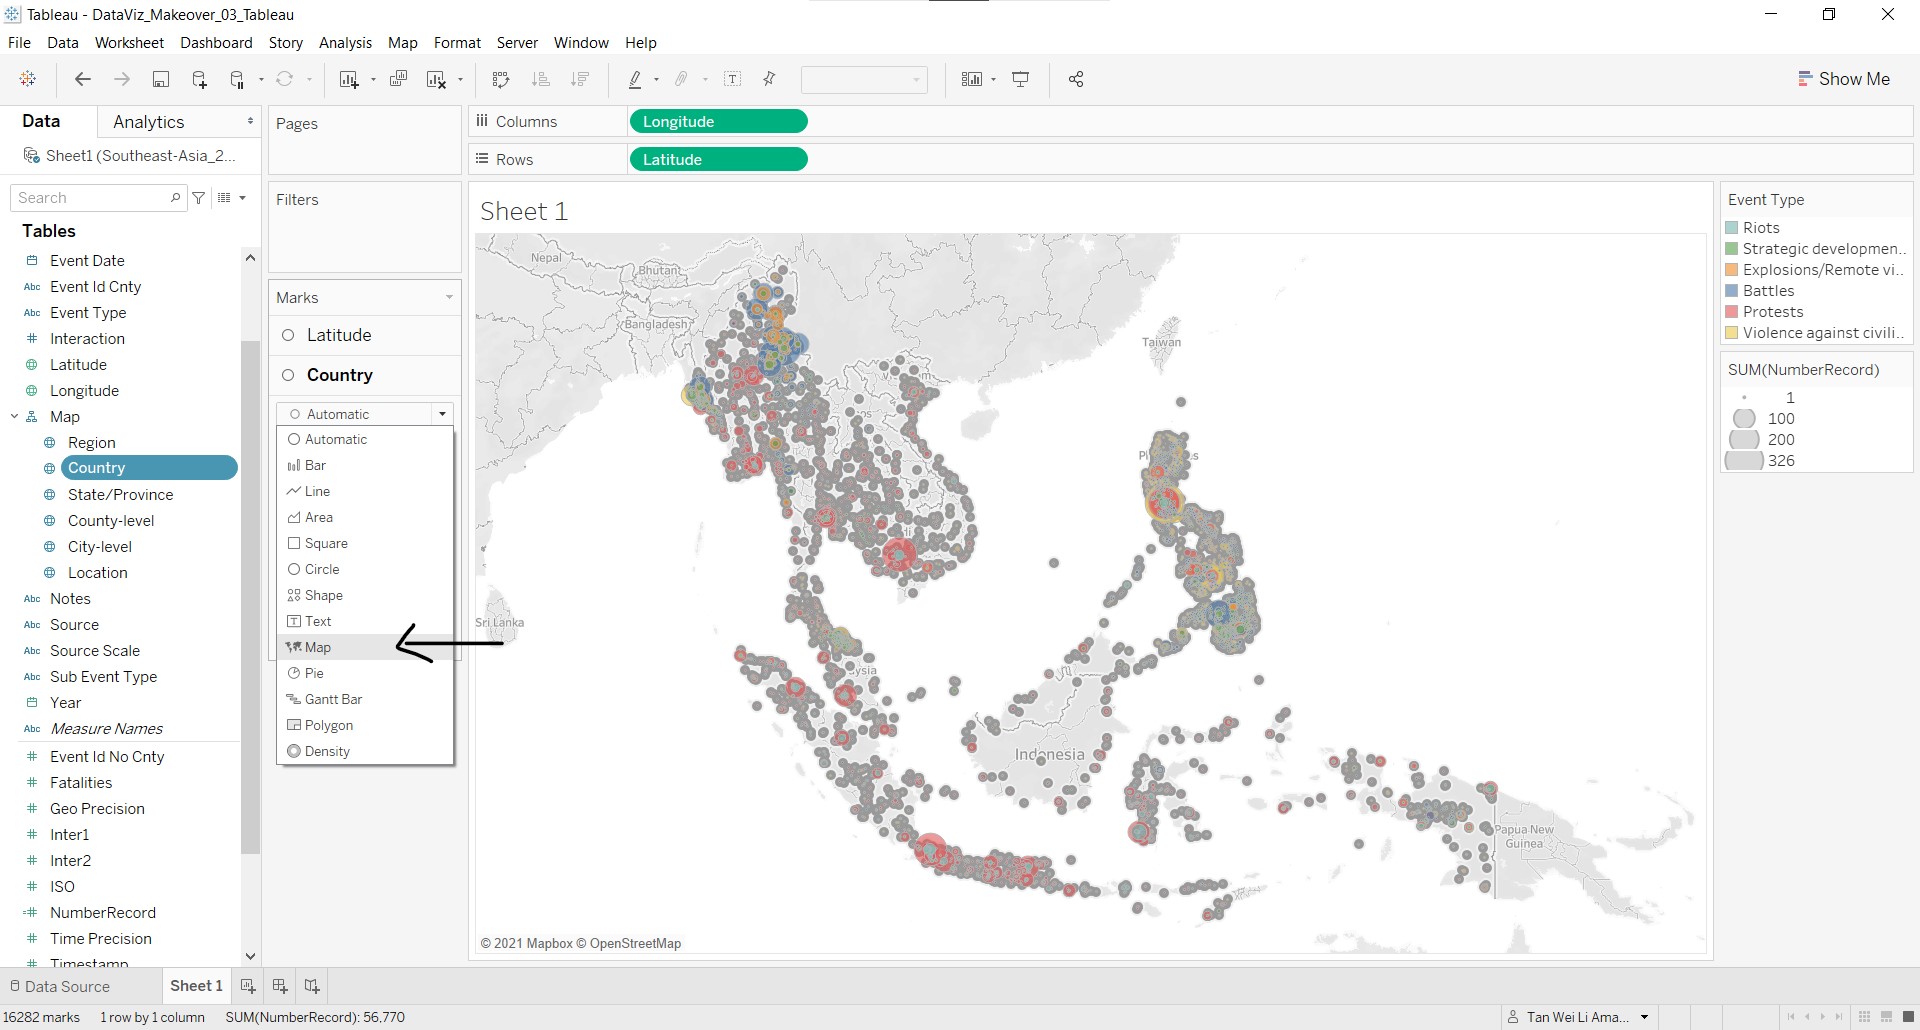 Tableau - DataViz_Makeover_03_Tableau
File Data Worksheet Dashboard Story Analysis Map Format Server Window Help
Show Me
Data Analytics
Sheet1 (Southeast-Asia_2...
Search
Tables
Event Date
Abc Event Id Cnty
Abc Event Type
# Interaction
Latitude
Longitude
Map
Region
Country
State/Province
County-level
City-level
Location
Abc Notes
Abc Source
Abc Source Scale
Abc Sub Event Type
Year
Abc Measure Names
# Event Id No Cnty
# Fatalities
# Geo Precision
# Inter1
# Inter2
# ISO
=# NumberRecord
# Time Precision
# Timestamp
Pages
Filters
Marks
Latitude
Country
Automatic
Automatic
Bar
Line
Area
Square
Circle
Shape
Text
Map
Pie
Gantt Bar
Polygon
Density
Columns Longitude
Rows Latitude
Sheet 1
Nepal
Bhutan
Bangladesh
Taiwan
Sri Lanka
Indonesia
Papua New
Guinea
© 2021 Mapbox © OpenStreetMap
Event Type
Riots
Strategic developmen..
Explosions/Remote vi..
Battles
Protests
Violence against civili..
SUM(NumberRecord)
1
100
200
326
Data Source Sheet 1
16282 marks 1 row by 1 column SUM(NumberRecord): 56,770
Tan Wei Li Ama...